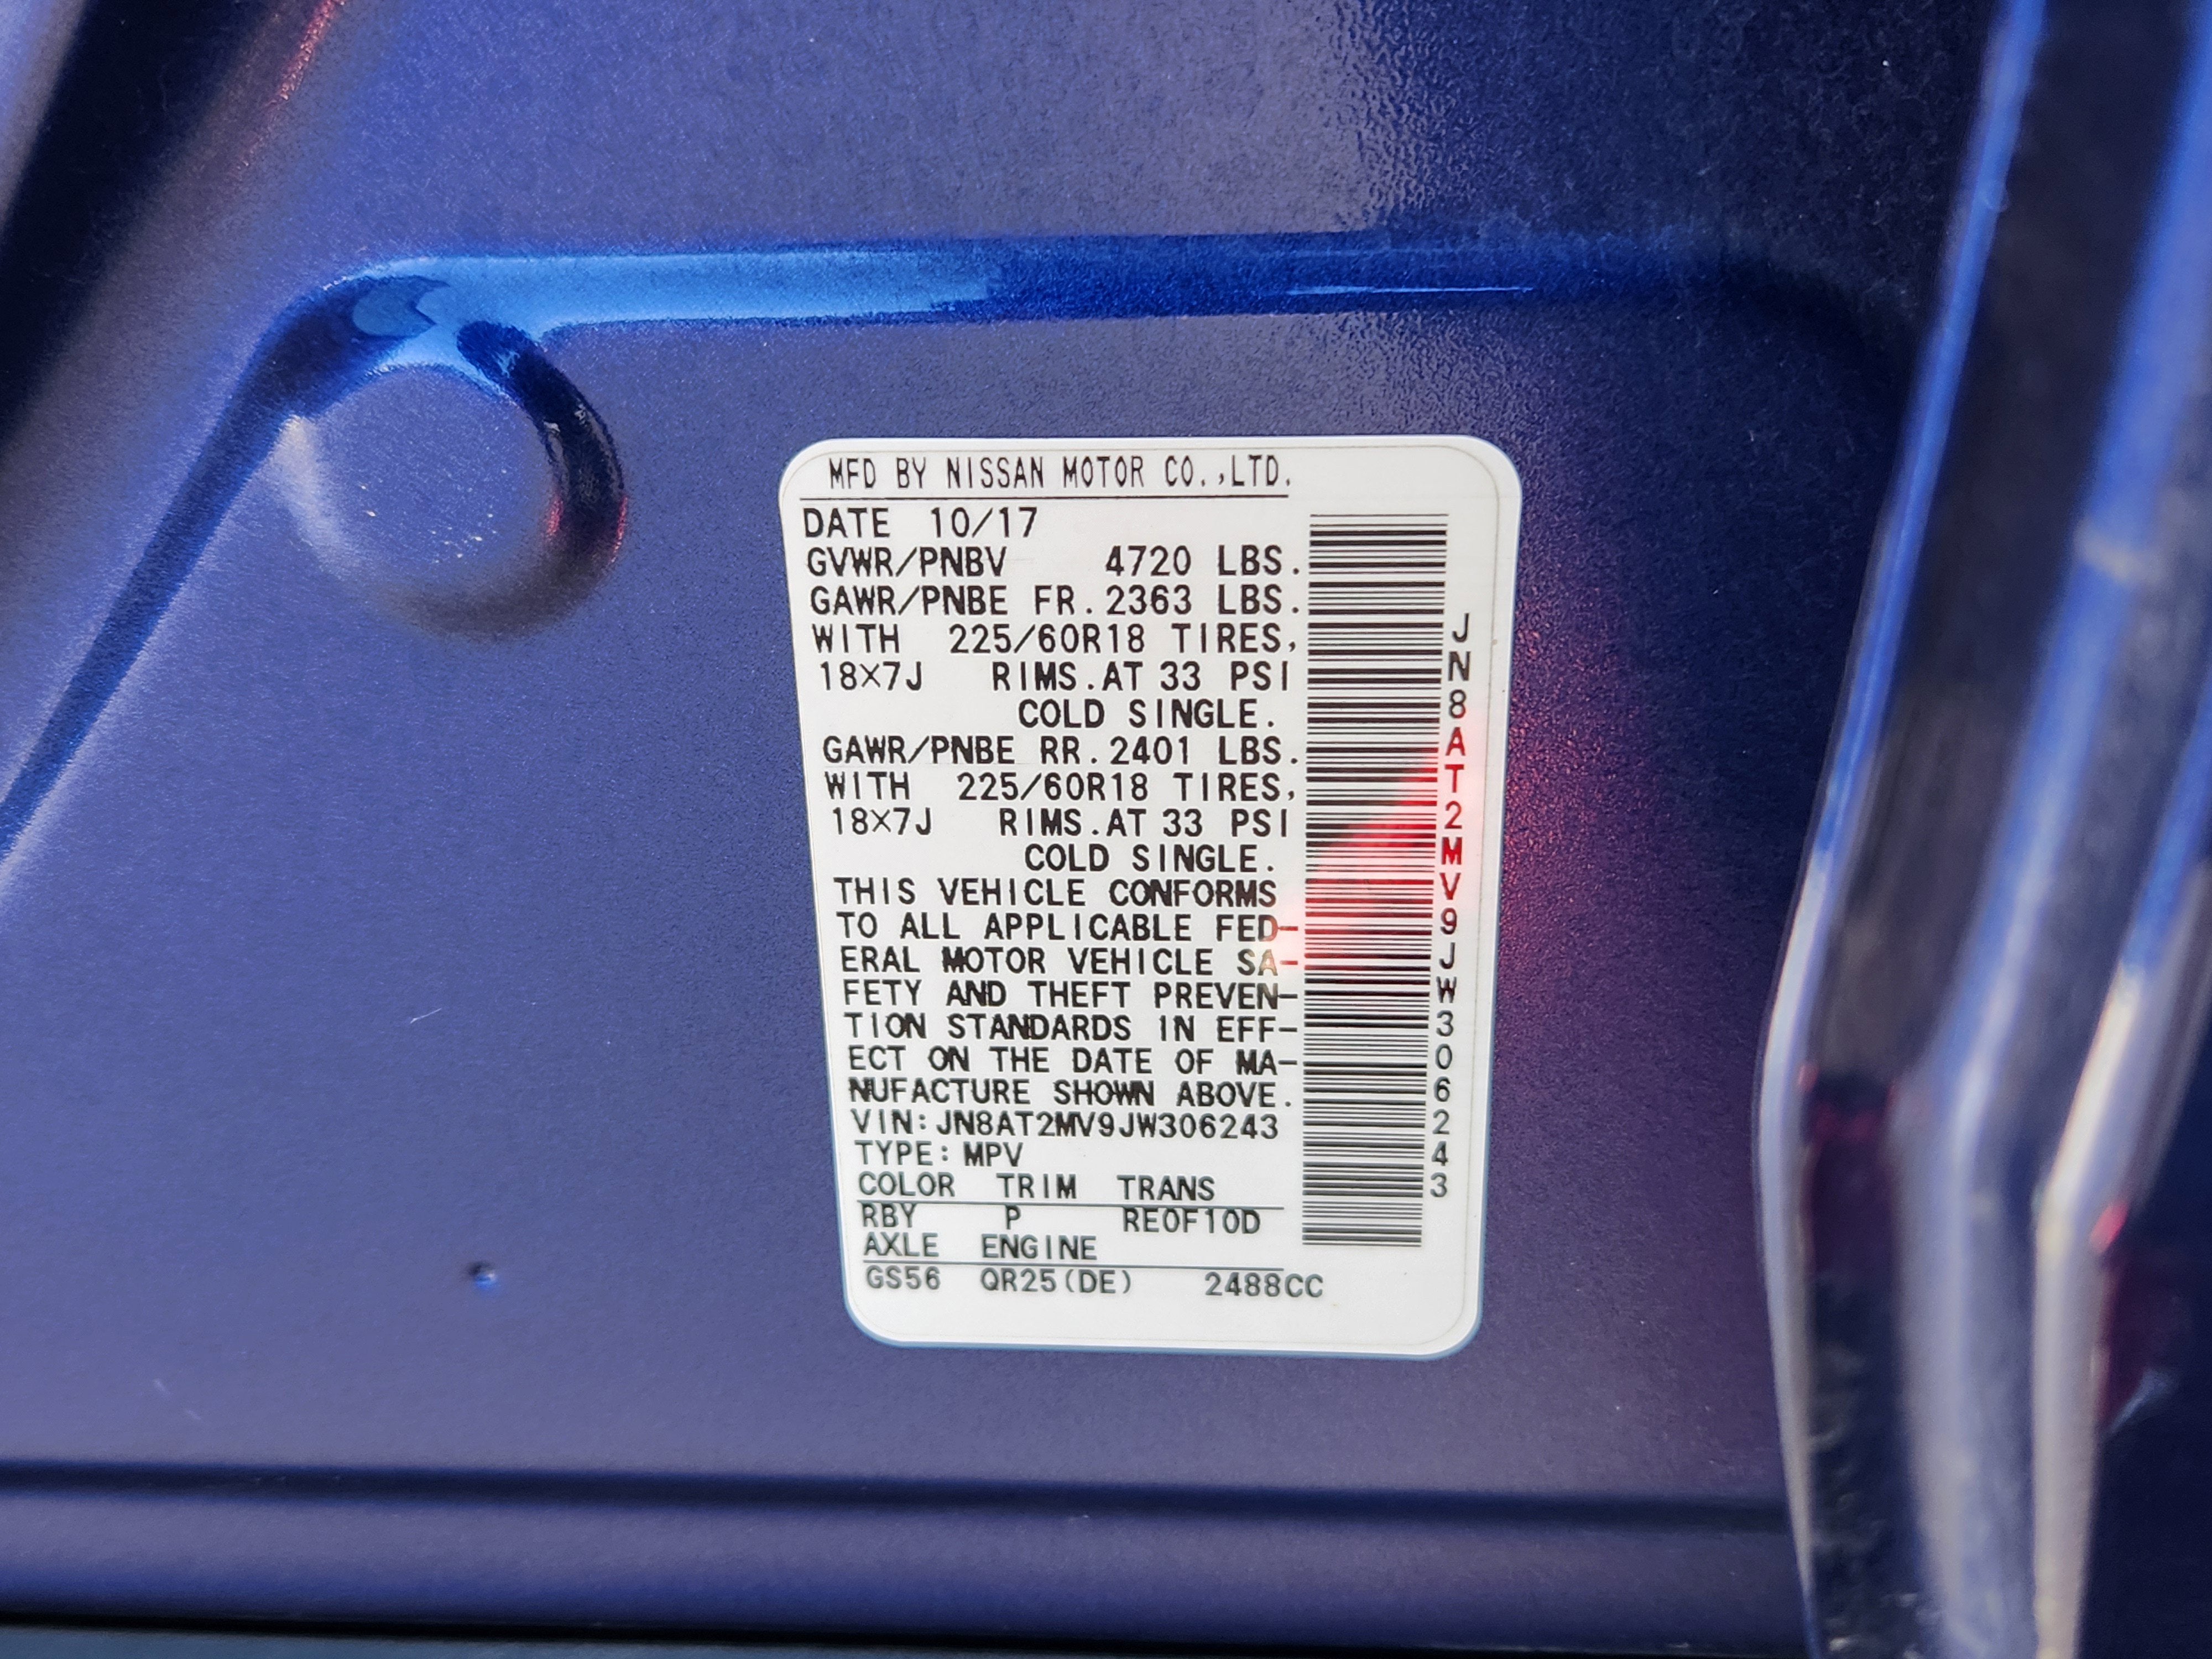 MFD BY NISSAN MOTOR CO.,LTD.
DATE 10/17
GVWR/PNBV 4720 LBS.
GAWR/PNBE FR.2363 LBS.
WITH 225/60R18 TIRES,
18×7J RIMS.AT 33 PSI
COLD SINGLE.
GAWR/PNBE RR.2401 LBS.
WITH 225/60R18 TIRES,
18×7J RIMS.AT 33 PSI
COLD SINGLE.
THIS VEHICLE CONFORMS
TO ALL APPLICABLE FED-
ERAL MOTOR VEHICLE SA-
FETY AND THEFT PREVEN-
TION STANDARDS IN EFF-
ECT ON THE DATE OF MA-
NUFACTURE SHOWN ABOVE.
VIN:JN8AT2MV9JW306243
TYPE:MPV
COLOR TRIM TRANS
RBY P RE0F10D
AXLE ENGINE
GS56 QR25(DE) 2488CC
JN8AT2MV9JW306243